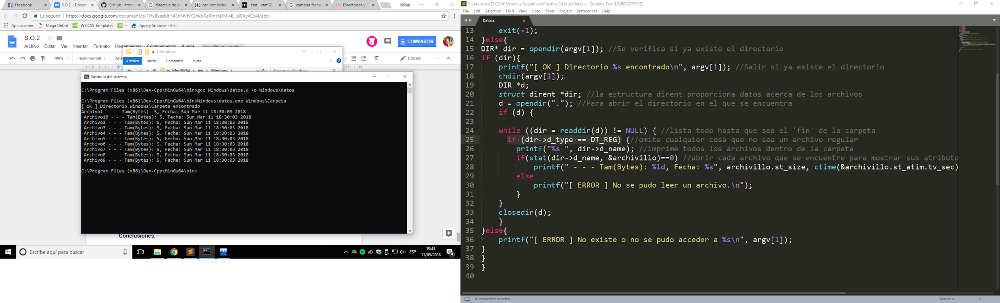 Facebook
S.O.2 - Docum
GitHub - tronk
directiva de pr
can not includ
_stat, _stat32, _
cambiar fecha
Directorios y F
Irving
Es seguro | https://docs.google.com/document/d/1HxBkasI0tH45nNVNY2hkVKaRmYsDMv4L_eI0XyXCz4I/edit
Aplicaciones Mega Debrit W3.CSS Templates r Jquery Smoove - Efec
S.O.2
Archivo Editar Ver Insertar Formato Herramientas Complementos Ayuda Ver últimos cambios
COMPARTIR
100% Texto normal Aria Edición
Windows
Archivo Inicio Compartir Vista
« MinGW64 › bin › Windows › Buscar en Windows
Símbolo del sistema
C:\Program Files (x86)\Dev-Cpp\MinGW64\bin>gcc Windows\datos.c -o Windows\datos
C:\Program Files (x86)\Dev-Cpp\MinGW64\bin>Windows\datos.exe Windows\Carpeta
[ OK ] Directorio Windows\Carpeta encontrado
Archivo1 - - - Tam(Bytes): 5, Fecha: Sun Mar 11 18:30:03 2018
Archivo10 - - - Tam(Bytes): 5, Fecha: Sun Mar 11 18:30:03 2018
Archivo2 - - - Tam(Bytes): 5, Fecha: Sun Mar 11 18:30:03 2018
Archivo3 - - - Tam(Bytes): 5, Fecha: Sun Mar 11 18:30:03 2018
Archivo4 - - - Tam(Bytes): 5, Fecha: Sun Mar 11 18:30:03 2018
Archivo5 - - - Tam(Bytes): 5, Fecha: Sun Mar 11 18:30:03 2018
Archivo6 - - - Tam(Bytes): 5, Fecha: Sun Mar 11 18:30:03 2018
Archivo7 - - - Tam(Bytes): 5, Fecha: Sun Mar 11 18:30:03 2018
Archivo8 - - - Tam(Bytes): 5, Fecha: Sun Mar 11 18:30:03 2018
Archivo9 - - - Tam(Bytes): 5, Fecha: Sun Mar 11 18:30:03 2018
C:\Program Files (x86)\Dev-Cpp\MinGW64\bin>
Conclusiones.
Escribe aquí para buscar
ESP
19:43
11/03/2018
4
K:\Archivos\ESCOM\Sistemas Operativos\Practica 2\Linux\Datos.c - Sublime Text (UNREGISTERED)
File Edit Selection Find View Goto Tools Project Preferences Help
Datos.c
13 exit(-1);
14 }else{
15 DIR* dir = opendir(argv[1]); //Se verifica si ya existe el directorio
16 if (dir){
17 printf("[ OK ] Directorio %s encontrado\n", argv[1]); //Salir si ya existe el directorio
18 chdir(argv[1]);
19 DIR *d;
20 struct dirent *dir; //la estructura dirent proporciona datos acerca de los archivos
21 d = opendir("."); //Para abrir el directorio en el que se encuentra
22 if (d) {
23
24 while ((dir = readdir(d)) != NULL) { //lista todo hasta que sea el 'fin' de la carpeta
25 if (dir->d_type == DT_REG) {//omite cualquier cosa que no sea un archivo regular
26 printf("%s ", dir->d_name); //imprime todos los archivos dentro de la carpeta
27 if(stat(dir->d_name, &archivillo)==0) //abrir cada archivo que se encuentre para mostrar sus atributo
28 printf(" - - - Tam(Bytes): %ld, Fecha: %s", archivillo.st_size, ctime(&archivillo.st_atim.tv_sec)
29 else
30 printf("[ ERROR ] No se pudo leer un archivo.\n");
31 }
32 }
33 closedir(d);
34 }
35 }else{
36 printf("[ ERROR ] No existe o no se pudo acceder a %s\n", argv[1]);
37 }
38 }
39 }
40
26 characters selected
Spaces: 4
C